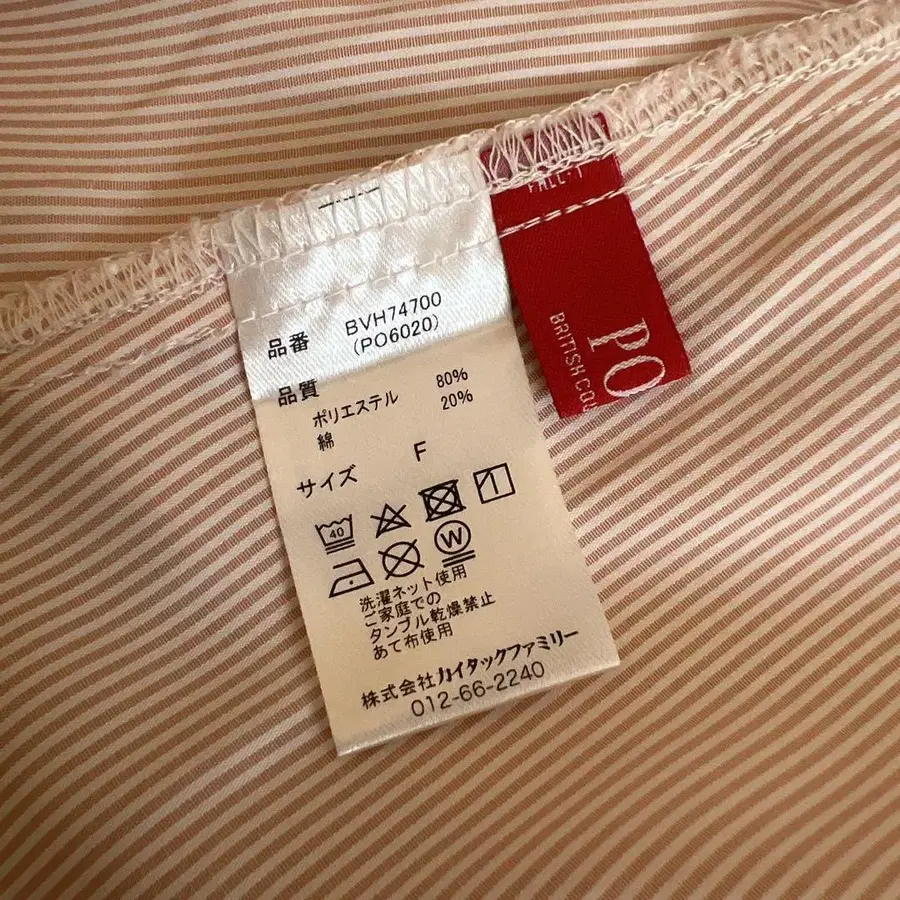 品番 BVH74700
(PO6020)
品質
ポリエステル 80%
綿 20%
サイズ F
40
W
洗濯ネット使用
ご家庭での
タンブル乾燥禁止
あて布使用
株式会社カイタックファミリー
012-66-2240
PO
BRITISH